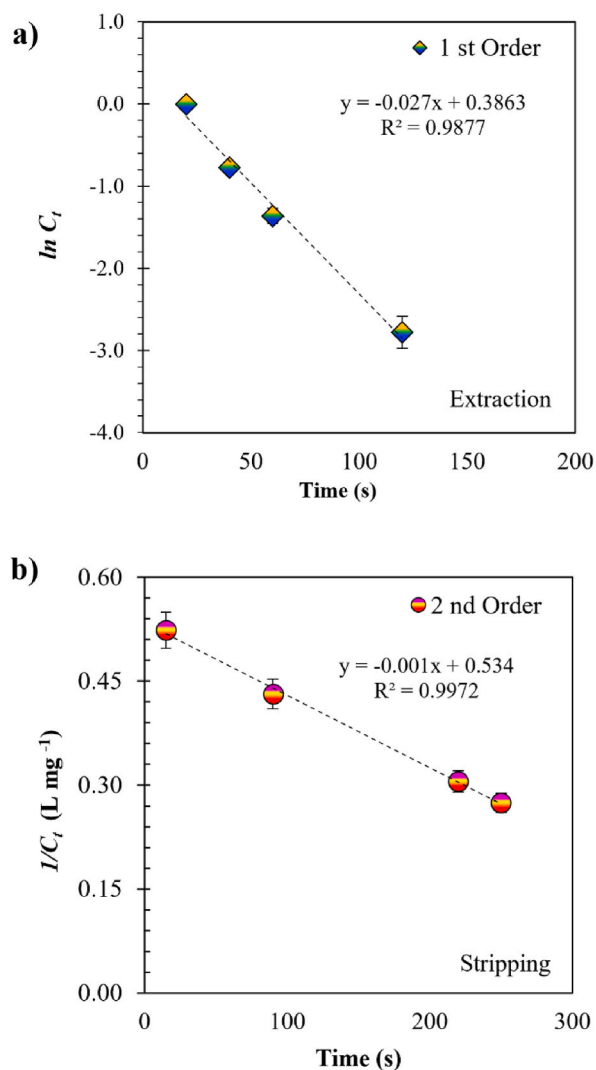 a)
1.0
0.0
-1.0
-2.0
-3.0
-4.0
ln Cₜ
1 st Order
y = -0.027x + 0.3863
R² = 0.9877
Extraction
0 50 100 150 200
Time (s)
b)
0.60
0.45
0.30
0.15
0.00
1/Cₜ (L mg ⁻¹)
2 nd Order
y = -0.001x + 0.534
R² = 0.9972
Stripping
0 100 200 300
Time (s)